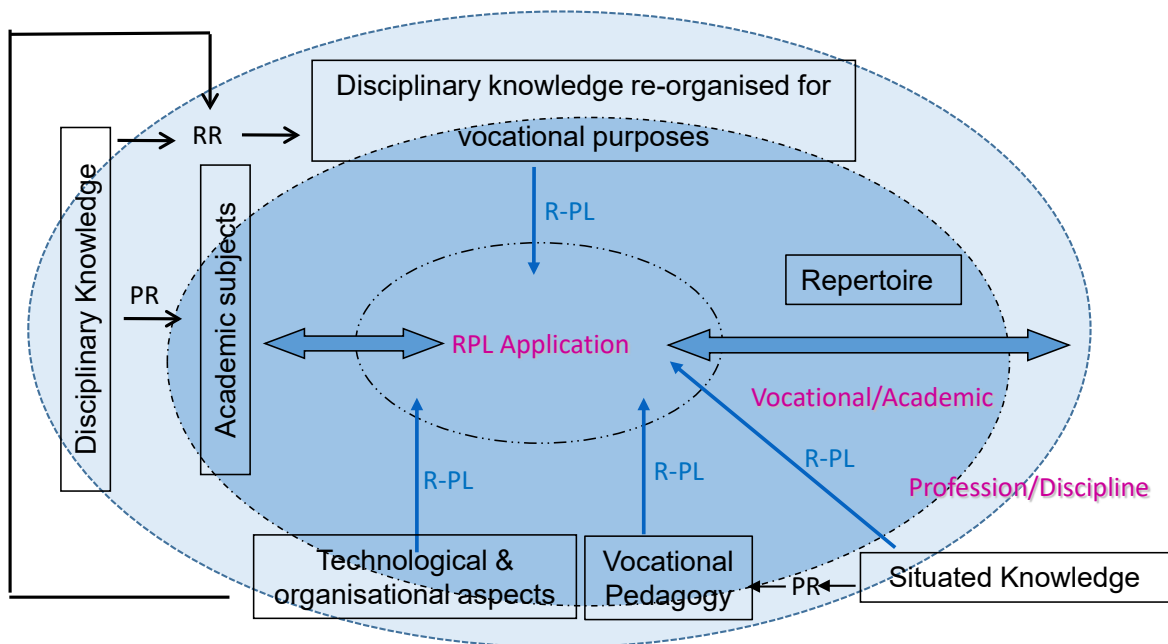 Disciplinary knowledge re-organised for
vocational purposes
RR
Disciplinary Knowledge
Academic subjects
PR
R-PL
Repertoire
RPL Application
Vocational/Academic
R-PL
R-PL
R-PL
Profession/Discipline
Technological &
organisational aspects
Vocational
Pedagogy
PR
Situated Knowledge